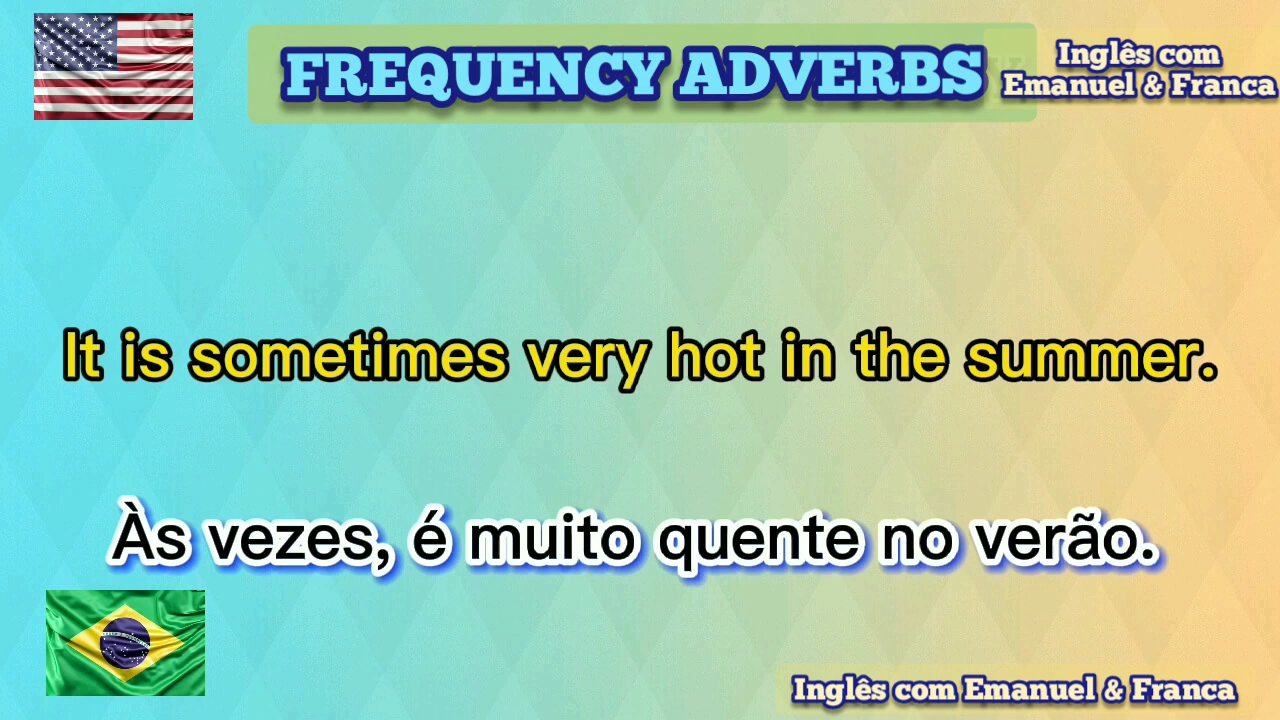 FREQUENCY ADVERBS
Inglês com
Emanuel & Franca
It is sometimes very hot in the summer.
Às vezes, é muito quente no verão.
Inglês com Emanuel & Franca